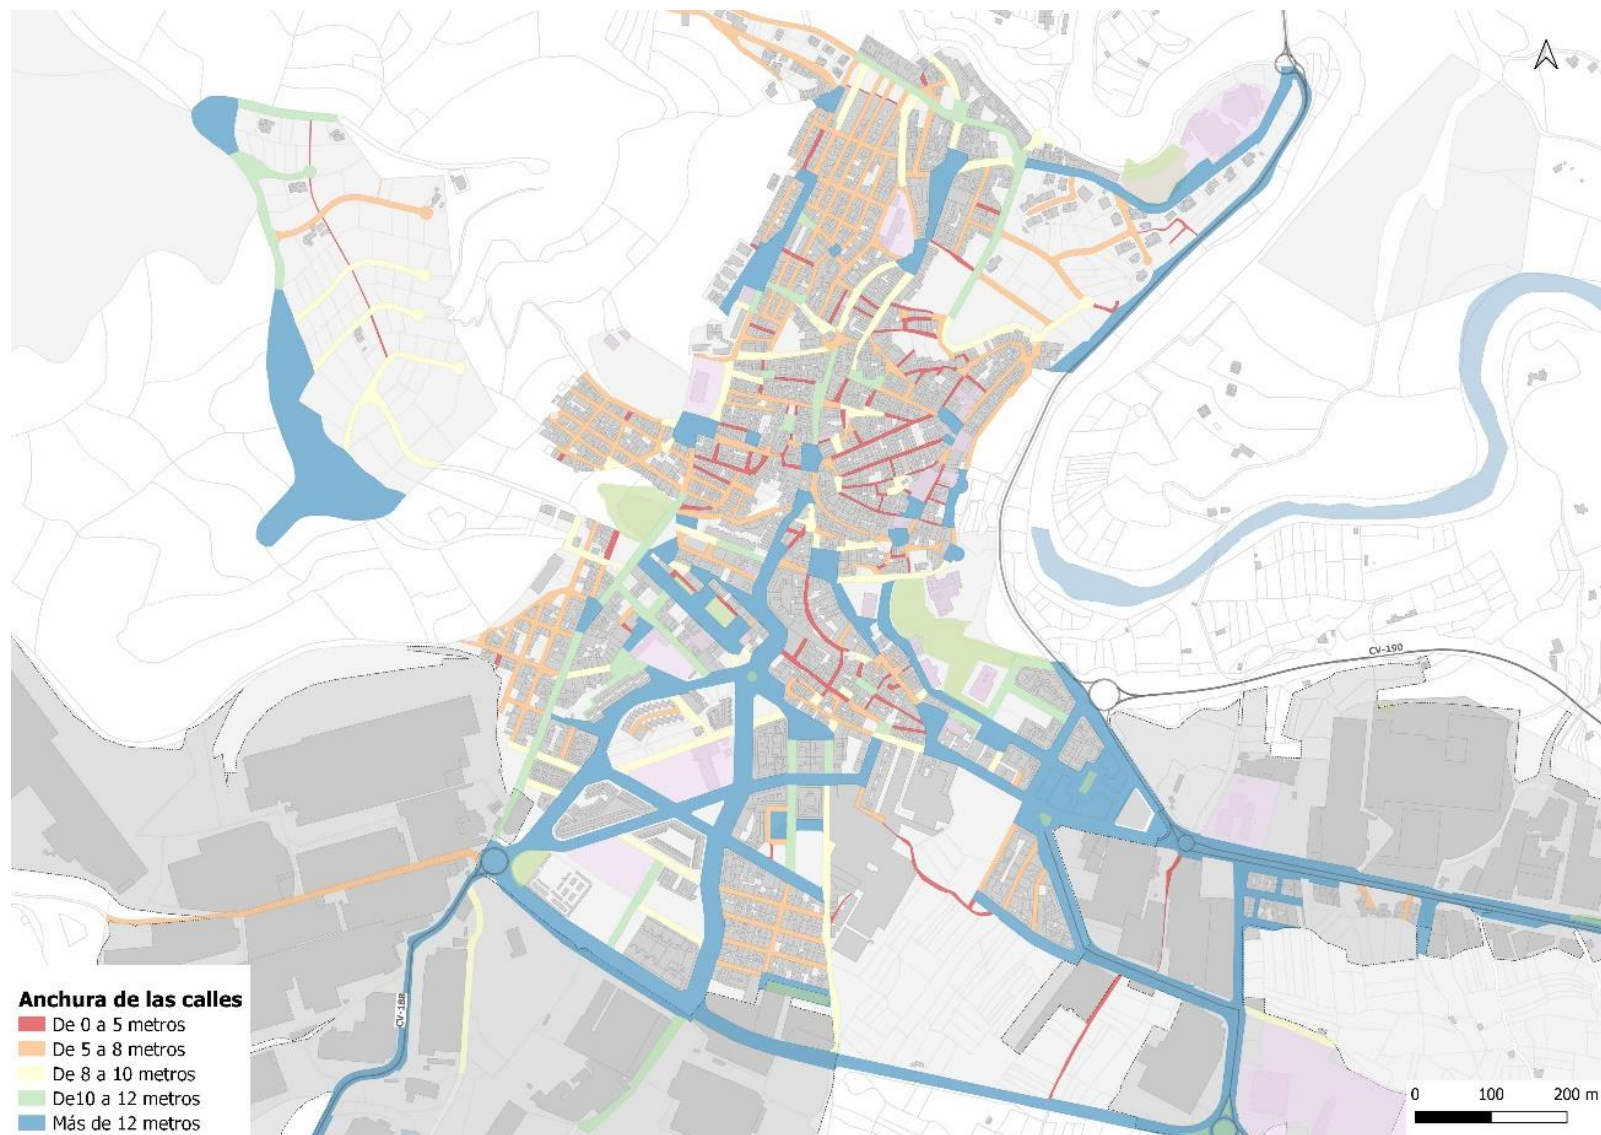 CV-190
CV-188
Anchura de las calles
De 0 a 5 metros
De 5 a 8 metros
De 8 a 10 metros
De10 a 12 metros
Más de 12 metros
0 100 200 m